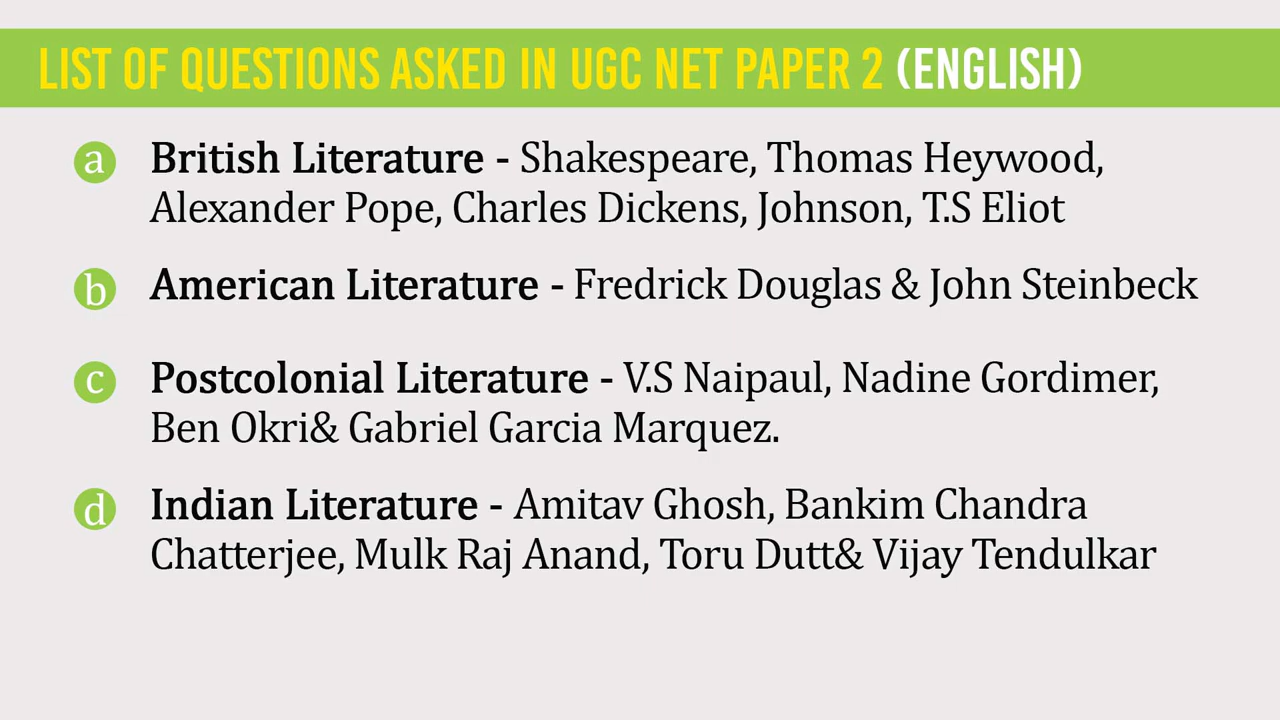 LIST OF QUESTIONS ASKED IN UGC NET PAPER 2 (ENGLISH)
a British Literature - Shakespeare, Thomas Heywood,
Alexander Pope, Charles Dickens, Johnson, T.S Eliot
b American Literature - Fredrick Douglas & John Steinbeck
c Postcolonial Literature - V.S Naipaul, Nadine Gordimer,
Ben Okri& Gabriel Garcia Marquez.
d Indian Literature - Amitav Ghosh, Bankim Chandra
Chatterjee, Mulk Raj Anand, Toru Dutt& Vijay Tendulkar